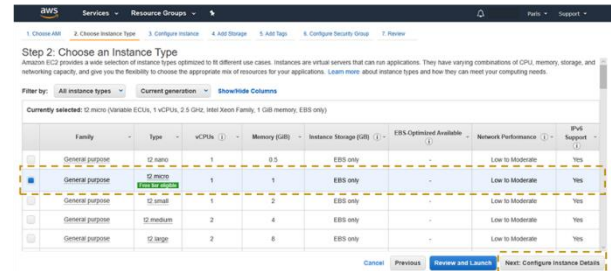 aws Services Resource Groups Paris Support
1. Choose AMI 2. Choose Instance Type 3. Configure Instance 4. Add Storage 5. Add Tags 6. Configure Security Group 7. Review
Step 2: Choose an Instance Type
Amazon EC2 provides a wide selection of instance types optimized to fit different use cases. Instances are virtual servers that can run applications. They have varying combinations of CPU, memory, storage, and
networking capacity, and give you the flexibility to choose the appropriate mix of resources for your applications. Learn more about instance types and how they can meet your computing needs.
Filter by: All instance types Current generation Show/Hide Columns
Currently selected: t2.micro (Variable ECUs, 1 vCPUs, 2.5 GHz, Intel Xeon Family, 1 GiB memory, EBS only)
Family Type vCPUs Memory (GiB) Instance Storage (GB) EBS-Optimized Available Network Performance IPv6 Support
General purpose t2.nano 1 0.5 EBS only - Low to Moderate Yes
General purpose t2.micro 1 1 EBS only - Low to Moderate Yes
Free tier eligible
General purpose t2.small 1 2 EBS only - Low to Moderate Yes
General purpose t2.medium 2 4 EBS only - Low to Moderate Yes
General purpose t2.large 2 8 EBS only - Low to Moderate Yes
Cancel Previous Review and Launch Next: Configure Instance Details